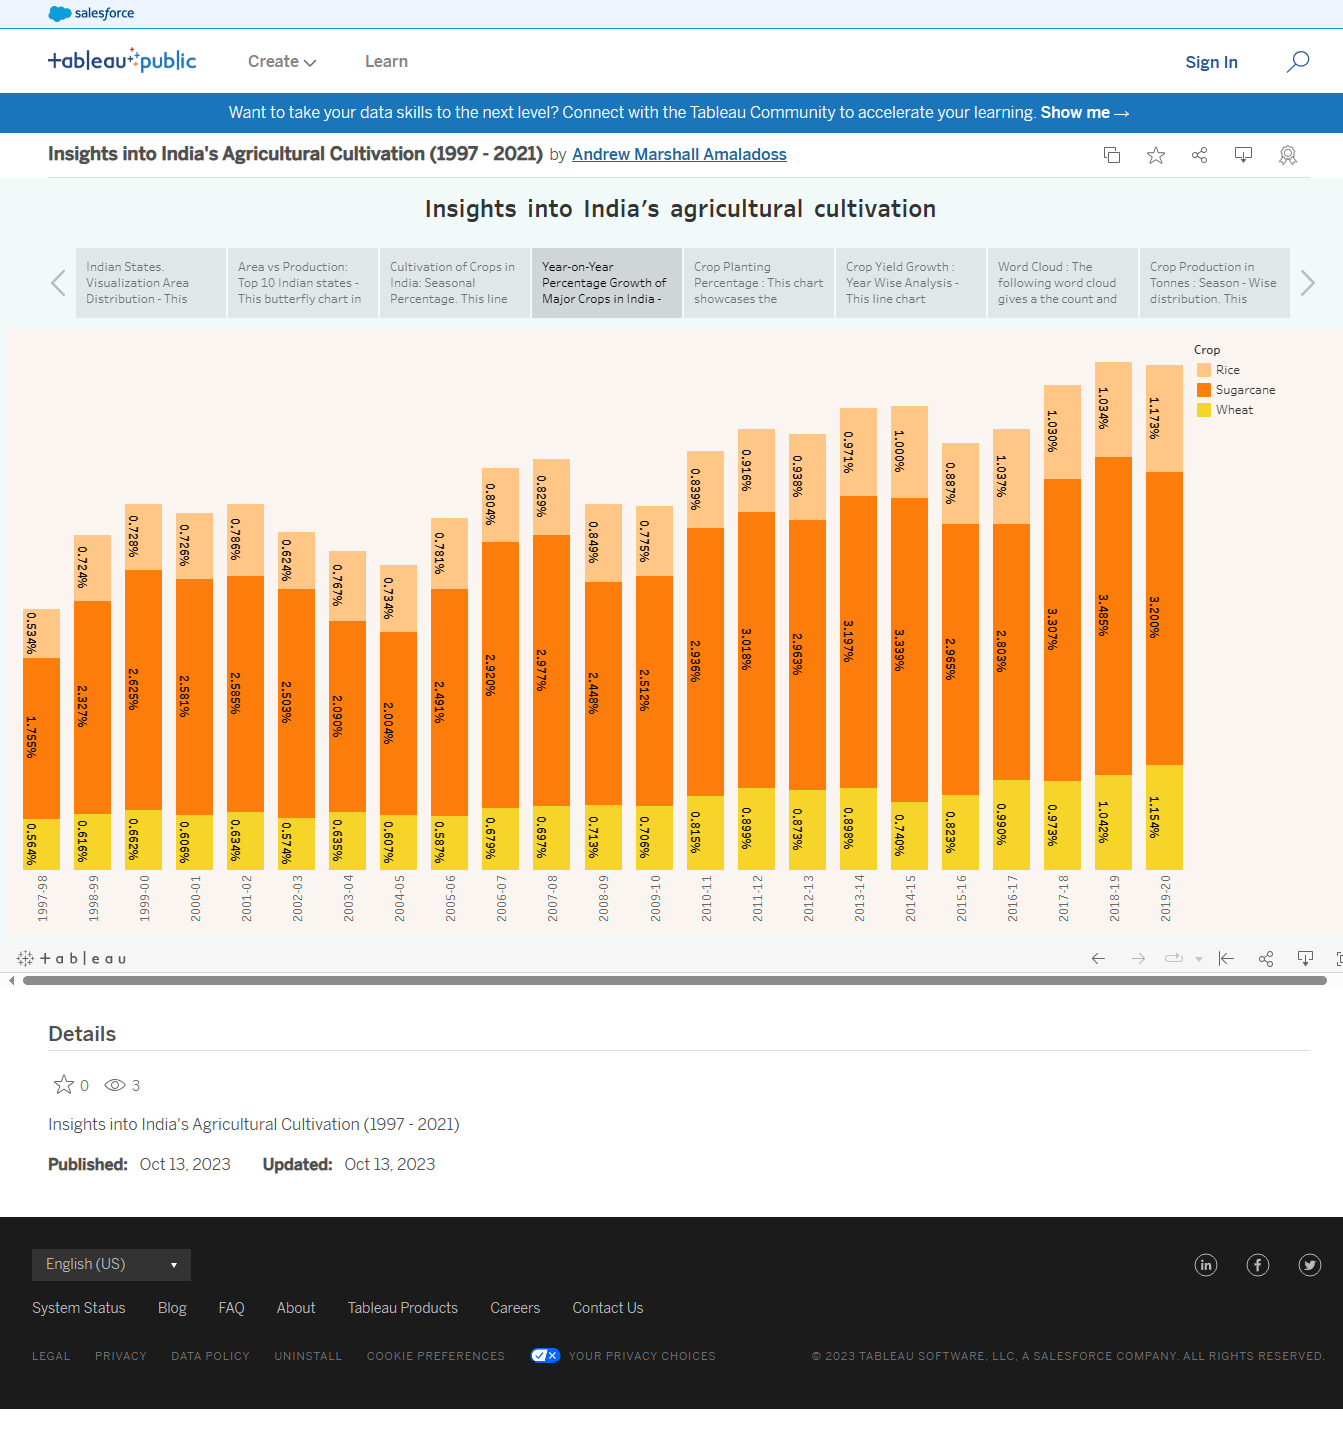 salesforce
+ableau+public
Create
Learn
Sign In
Want to take your data skills to the next level? Connect with the Tableau Community to accelerate your learning. Show me →
Insights into India's Agricultural Cultivation (1997 - 2021) by Andrew Marshall Amaladoss
Insights into India's agricultural cultivation
Indian States.
Visualization Area
Distribution - This
Area vs Production:
Top 10 Indian states -
This butterfly chart in
Cultivation of Crops in
India: Seasonal
Percentage. This line
Year-on-Year
Percentage Growth of
Major Crops in India -
Crop Planting
Percentage : This chart
showcases the
Crop Yield Growth :
Year Wise Analysis -
This line chart
Word Cloud : The
following word cloud
gives a the count and
Crop Production in
Tonnes : Season - Wise
distribution. This
Crop
Rice
Sugarcane
Wheat
0.534%
1.755%
0.564%
1997-98
0.724%
2.327%
0.616%
1998-99
0.728%
2.625%
0.662%
1999-00
0.726%
2.581%
0.606%
2000-01
0.786%
2.585%
0.634%
2001-02
0.624%
2.503%
0.574%
2002-03
0.767%
2.090%
0.635%
2003-04
0.734%
2.004%
0.607%
2004-05
0.781%
2.491%
0.587%
2005-06
0.804%
2.920%
0.679%
2006-07
0.829%
2.977%
0.697%
2007-08
0.849%
2.448%
0.713%
2008-09
0.775%
2.512%
0.706%
2009-10
0.839%
2.936%
0.815%
2010-11
0.916%
3.018%
0.899%
2011-12
0.938%
2.963%
0.873%
2012-13
0.971%
3.197%
0.898%
2013-14
1.000%
3.339%
0.740%
2014-15
0.887%
2.965%
0.823%
2015-16
1.037%
2.803%
0.990%
2016-17
1.030%
3.307%
0.973%
2017-18
1.034%
3.485%
1.042%
2018-19
1.173%
3.200%
1.154%
2019-20
+ableau
Details
0
3
Insights into India's Agricultural Cultivation (1997 - 2021)
Published: Oct 13, 2023 Updated: Oct 13, 2023
English (US)
System Status Blog FAQ About Tableau Products Careers Contact Us
LEGAL PRIVACY DATA POLICY UNINSTALL COOKIE PREFERENCES YOUR PRIVACY CHOICES © 2023 TABLEAU SOFTWARE, LLC, A SALESFORCE COMPANY. ALL RIGHTS RESERVED.